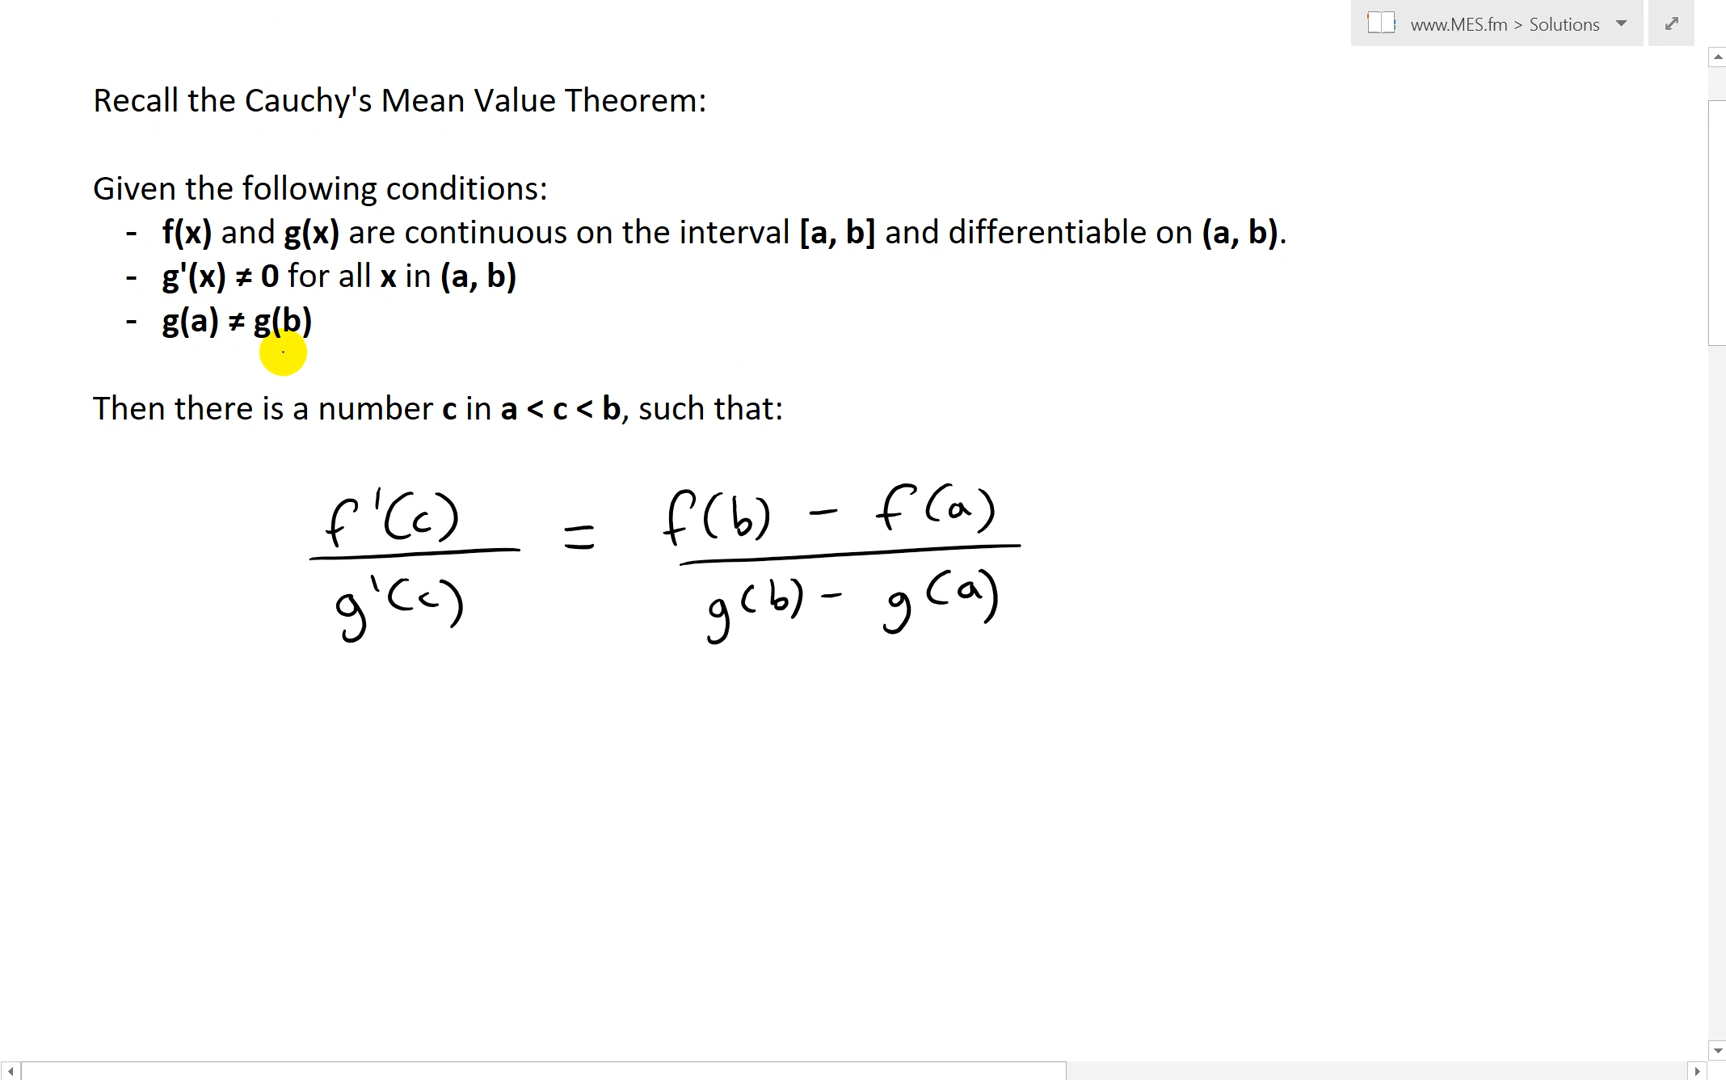 www.MES.fm > Solutions
Recall the Cauchy's Mean Value Theorem:
Given the following conditions:
- f(x) and g(x) are continuous on the interval [a, b] and differentiable on (a, b).
- g'(x) ≠ 0 for all x in (a, b)
- g(a) ≠ g(b)
Then there is a number c in a < c < b, such that:
f'(c) = f(b) - f(a)
g'(c) g(b) - g(a)